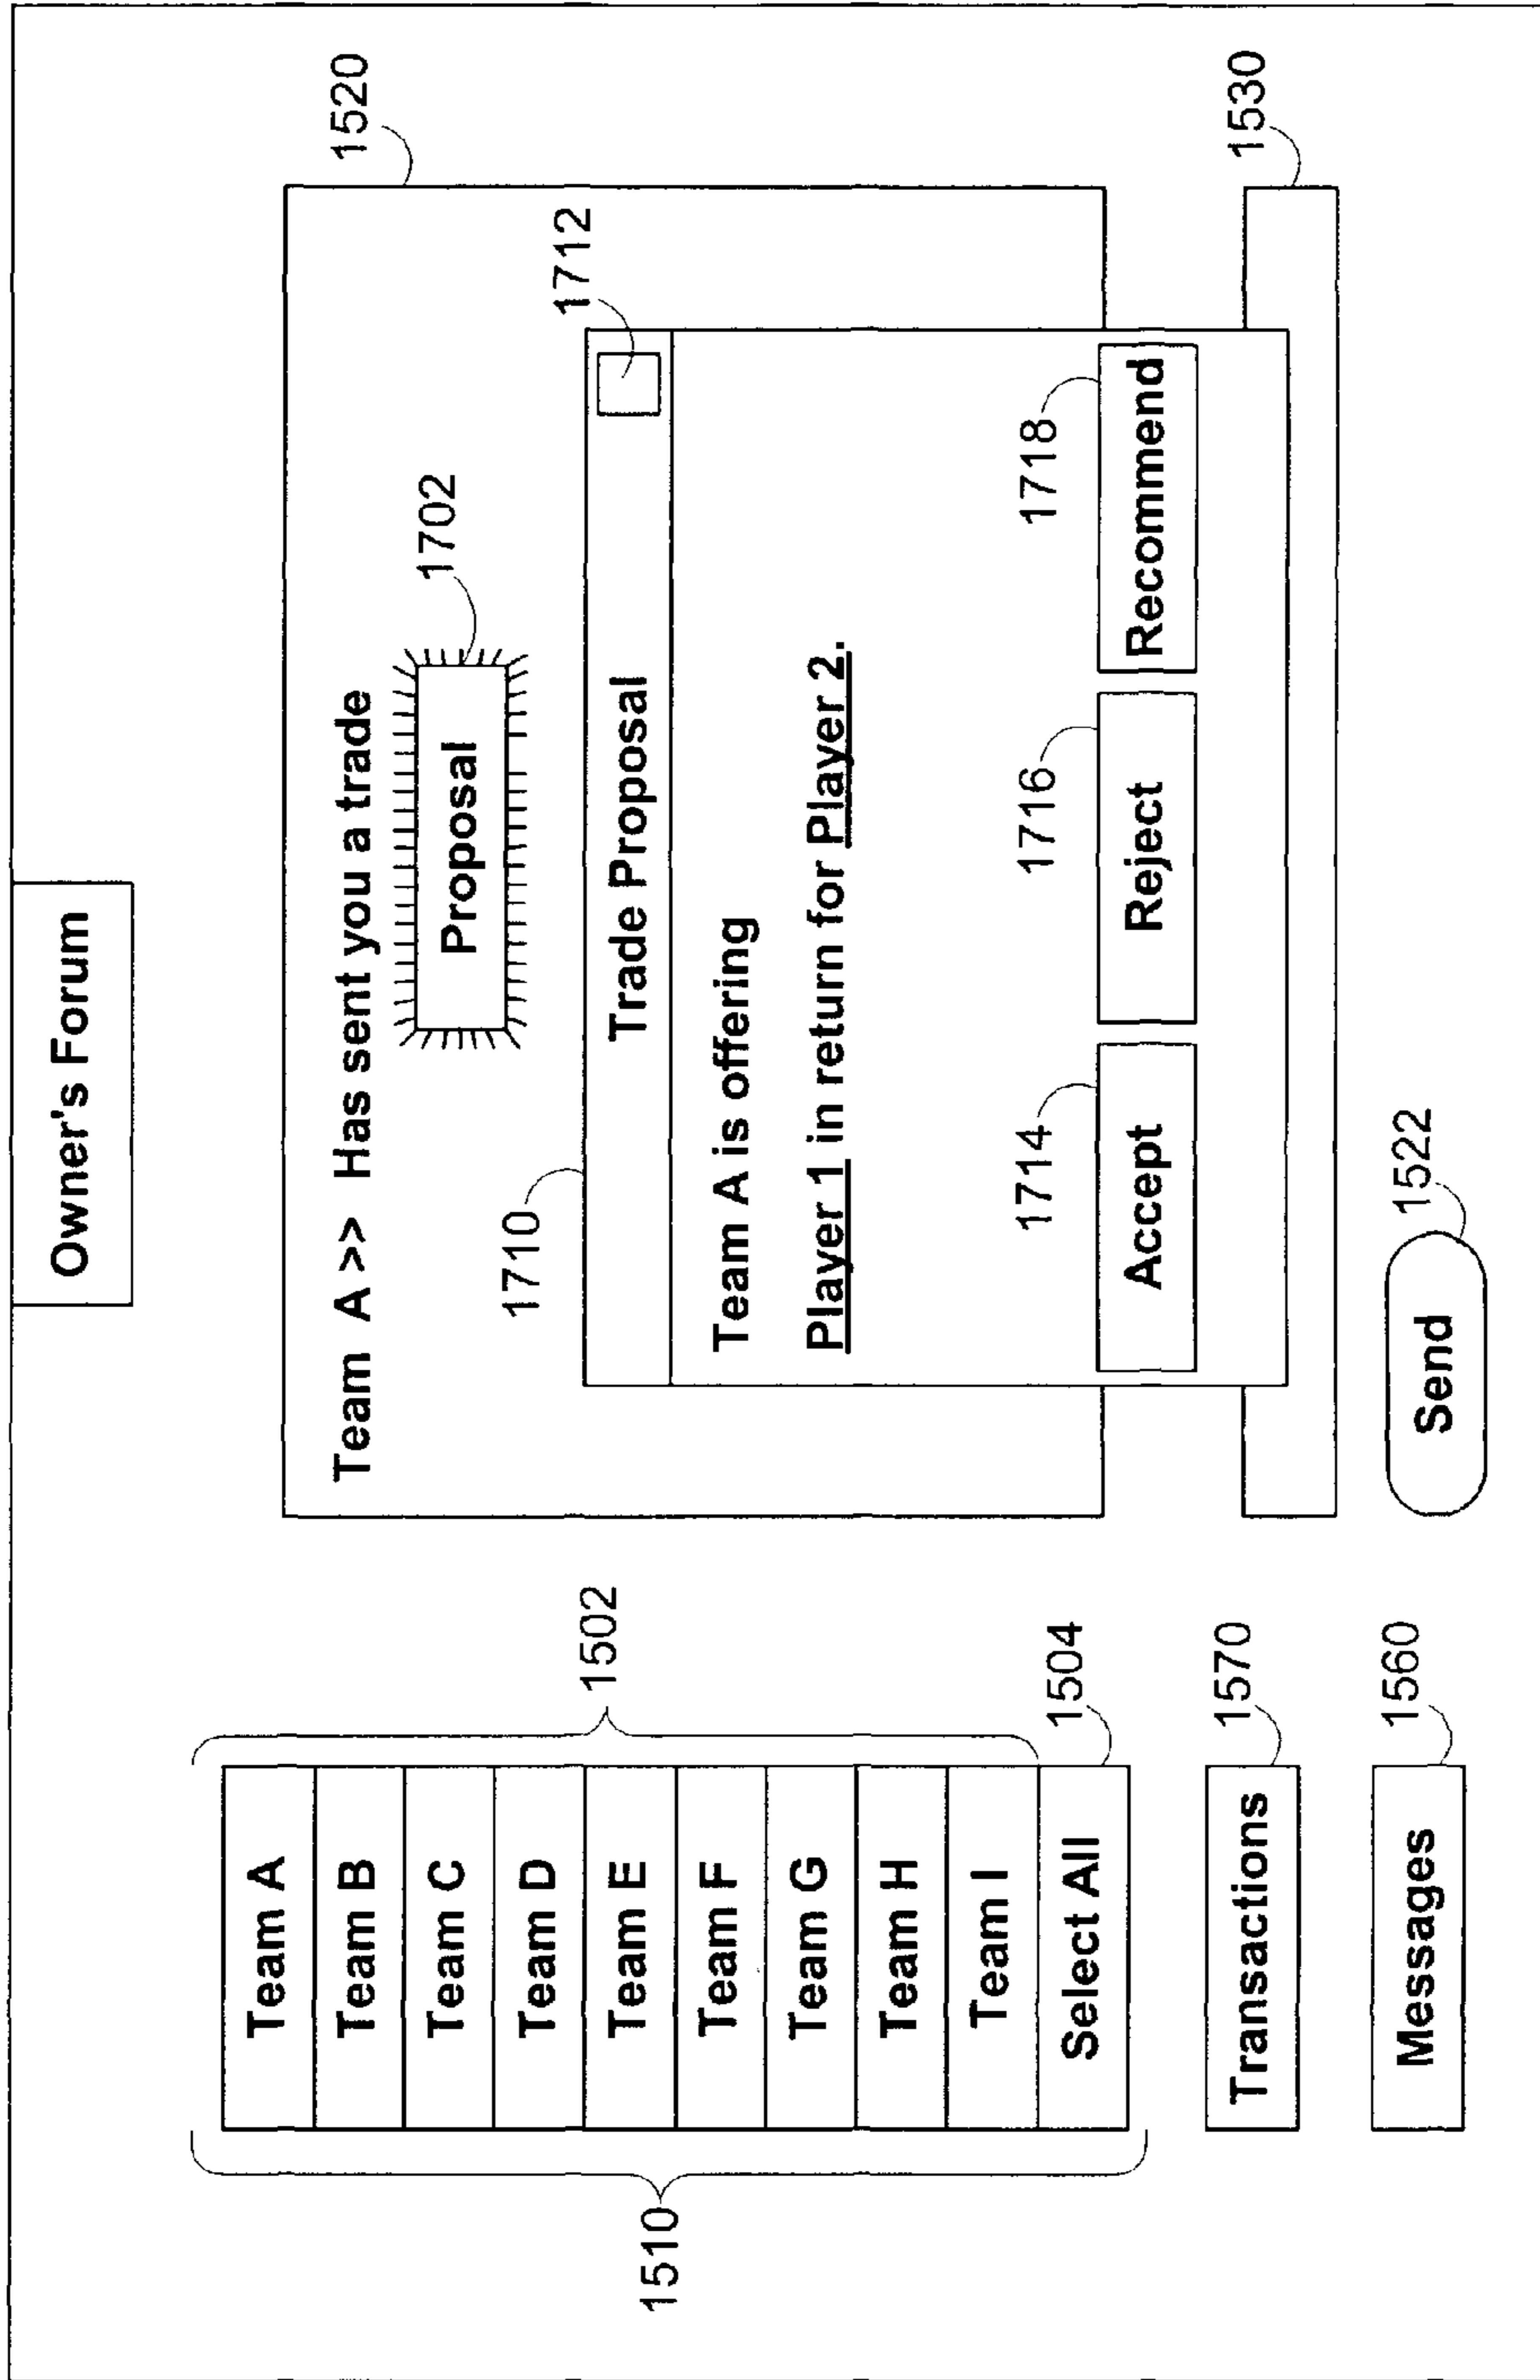 Owner's Forum
1510
Team A
Team B
Team C
Team D
Team E
Team F
Team G
Team H
Team I
Select All
1502
1504
Transactions
1570
Messages
1560
Team A >> Has sent you a trade
1520
Proposal
1702
1710
Trade Proposal
1712
Team A is offering
Player 1 in return for Player 2.
1714
1716
1718
Accept
Reject
Recommend
1530
Send
1522